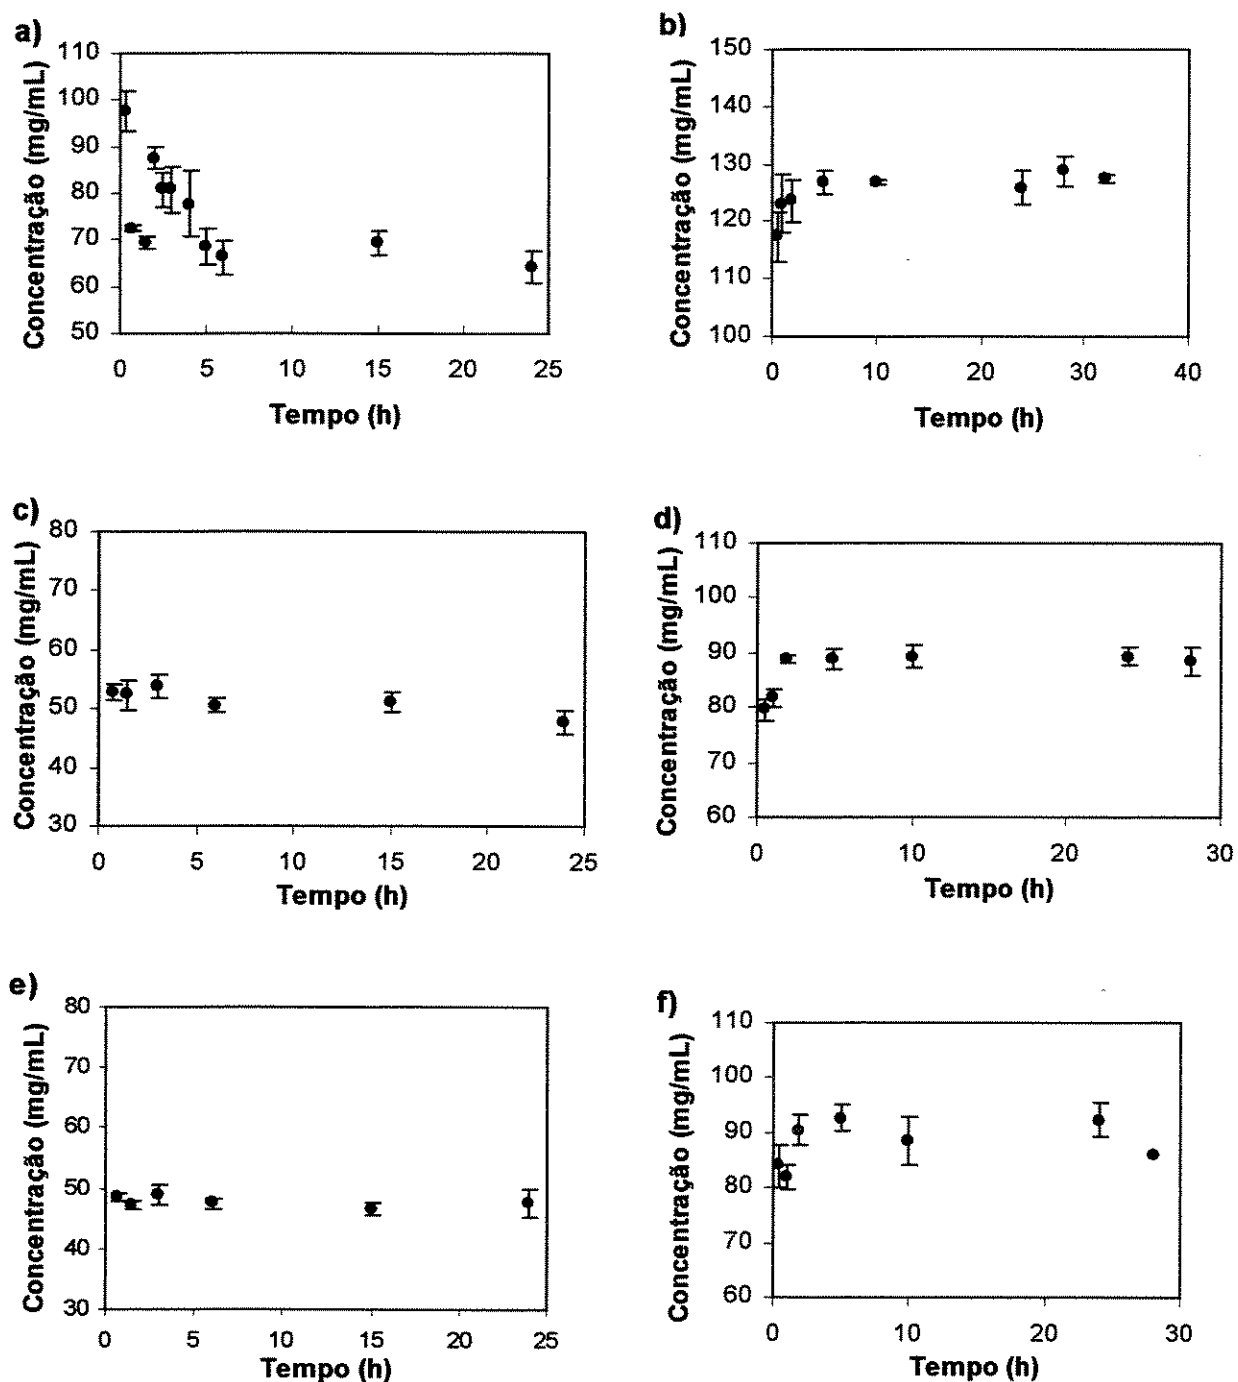 a)
110
100
90
80
70
60
50
0 5 10 15 20 25
Concentração (mg/mL)
Tempo (h)
b)
150
140
130
120
110
100
0 10 20 30 40
Concentração (mg/mL)
Tempo (h)
c)
80
70
60
50
40
30
0 5 10 15 20 25
Concentração (mg/mL)
Tempo (h)
d)
110
100
90
80
70
60
0 10 20 30
Concentração (mg/mL)
Tempo (h)
e)
80
70
60
50
40
30
0 5 10 15 20 25
Concentração (mg/mL)
Tempo (h)
f)
110
100
90
80
70
60
0 10 20 30
Concentração (mg/mL)
Tempo (h)